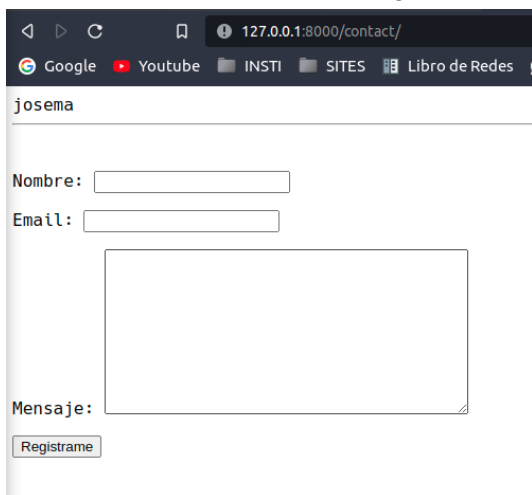 127.0.0.1:8000/contact/
Google Youtube INSTI SITES Libro de Redes
josema
Nombre:
Email:
Mensaje:
Registrame